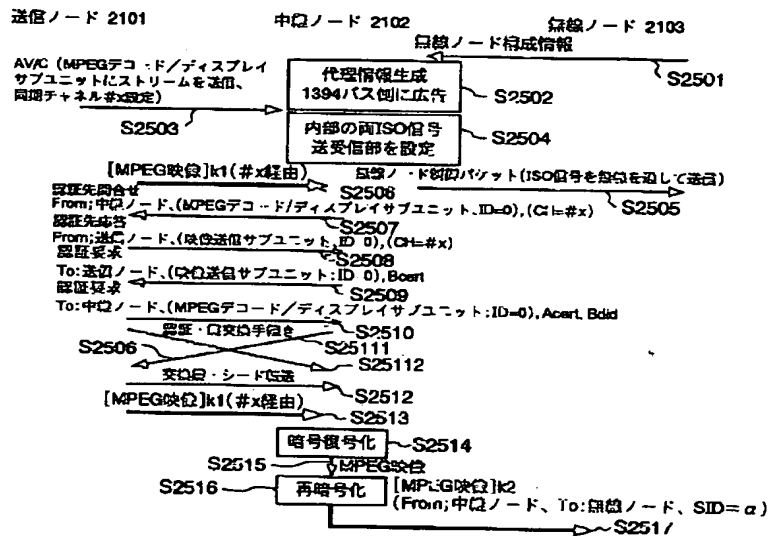 送信ノード 2101
中継ノード 2102
無線ノード 2103
無線ノード構成情報
S2501
代理情報生成
1394バス側に広告
S2502
AV/C (MPEGデコード/ディスプレイ
サブユニットにストリームを送信、
同期チャネル#x設定)
S2503
内部の両ISO信号
送受信部を設定
S2504
[MPEG映像]k1(#x経由)
S2506
無線ノード制御パケット(ISO信号を無線を通して送信)
S2505
認証先問合せ
From;中継ノード、(MPEGデコード/ディスプレイサブユニット、ID=0),(CH=#x)
S2507
認証先応答
From;送信ノード、(映像送信サブユニット;ID=0),(CH=#x)
S2508
認証要求
To:送信ノード、(映像送信サブユニット:ID=0),Bcert
S2509
認証要求
To:中継ノード、(MPEGデコード/ディスプレイサブユニット:ID=0),Acert、Bdid
S2510
認証・鍵交換手続き
S25111
S2506
S25112
交換鍵・シード転送
S2512
[MPEG映像]k1(#x経由)
S2513
暗号復号化
S2514
S2515
MPEG映像
S2516
再暗号化
[MPEG映像]k2
(From;中継ノード、To:無線ノード、SID=α)
S2517